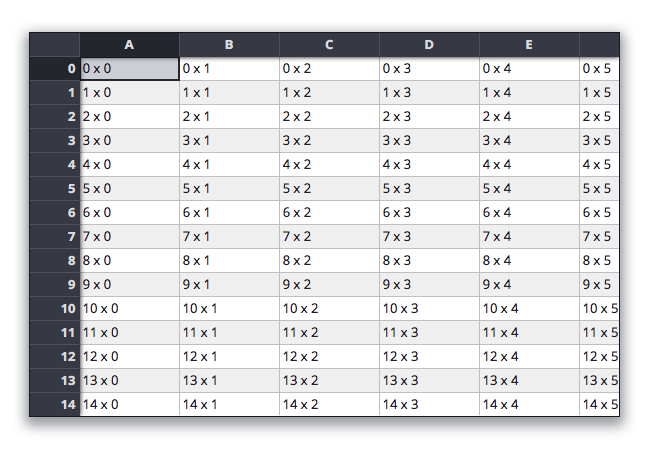 A B C D E
0 0 x 0 0 x 1 0 x 2 0 x 3 0 x 4 0 x 5
1 1 x 0 1 x 1 1 x 2 1 x 3 1 x 4 1 x 5
2 2 x 0 2 x 1 2 x 2 2 x 3 2 x 4 2 x 5
3 3 x 0 3 x 1 3 x 2 3 x 3 3 x 4 3 x 5
4 4 x 0 4 x 1 4 x 2 4 x 3 4 x 4 4 x 5
5 5 x 0 5 x 1 5 x 2 5 x 3 5 x 4 5 x 5
6 6 x 0 6 x 1 6 x 2 6 x 3 6 x 4 6 x 5
7 7 x 0 7 x 1 7 x 2 7 x 3 7 x 4 7 x 5
8 8 x 0 8 x 1 8 x 2 8 x 3 8 x 4 8 x 5
9 9 x 0 9 x 1 9 x 2 9 x 3 9 x 4 9 x 5
10 10 x 0 10 x 1 10 x 2 10 x 3 10 x 4 10 x 5
11 11 x 0 11 x 1 11 x 2 11 x 3 11 x 4 11 x 5
12 12 x 0 12 x 1 12 x 2 12 x 3 12 x 4 12 x 5
13 13 x 0 13 x 1 13 x 2 13 x 3 13 x 4 13 x 5
14 14 x 0 14 x 1 14 x 2 14 x 3 14 x 4 14 x 5